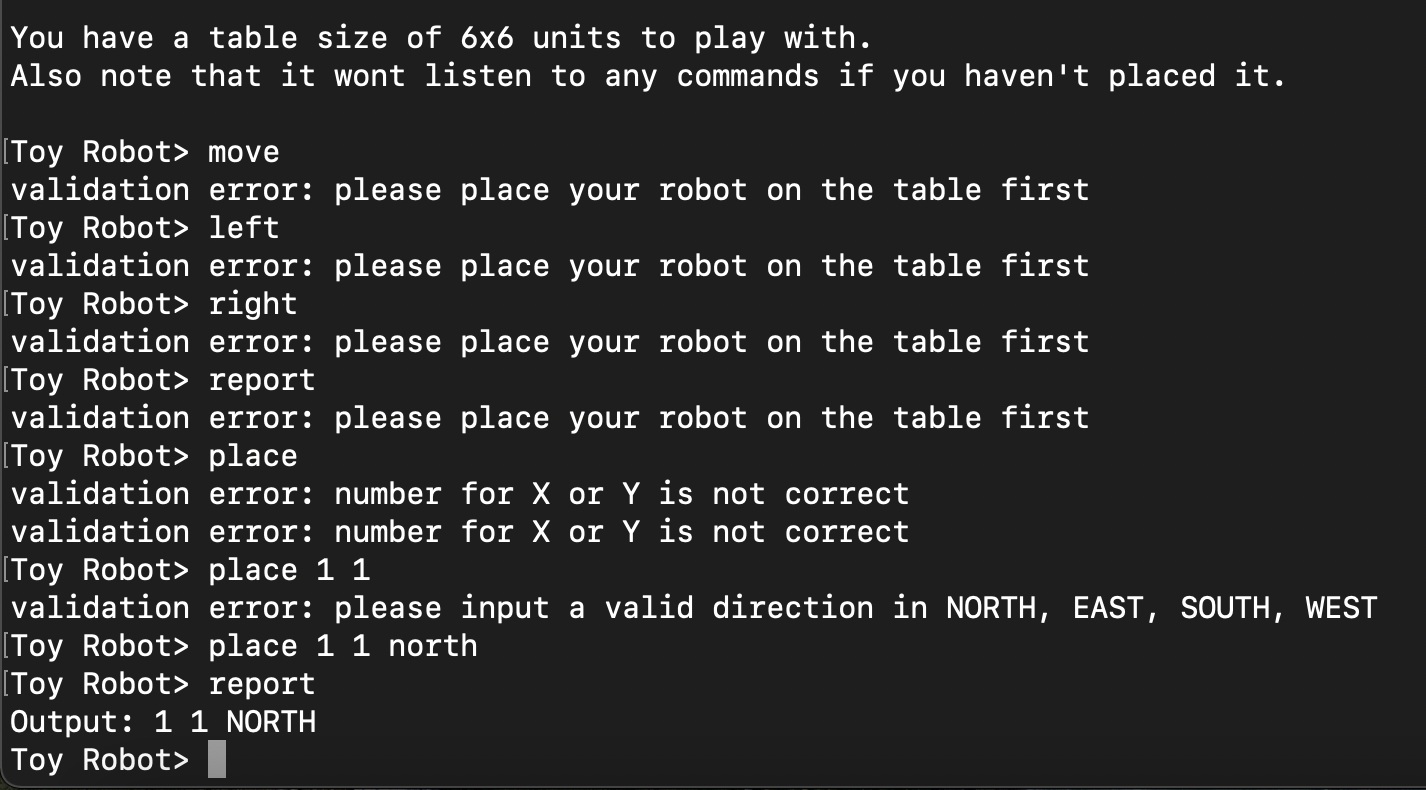 You have a table size of 6x6 units to play with.
Also note that it wont listen to any commands if you haven't placed it.
[Toy Robot> move
validation error: please place your robot on the table first
[Toy Robot> left
validation error: please place your robot on the table first
[Toy Robot> right
validation error: please place your robot on the table first
[Toy Robot> report
validation error: please place your robot on the table first
[Toy Robot> place
validation error: number for X or Y is not correct
validation error: number for X or Y is not correct
[Toy Robot> place 1 1
validation error: please input a valid direction in NORTH, EAST, SOUTH, WEST
[Toy Robot> place 1 1 north
[Toy Robot> report
Output: 1 1 NORTH
Toy Robot>